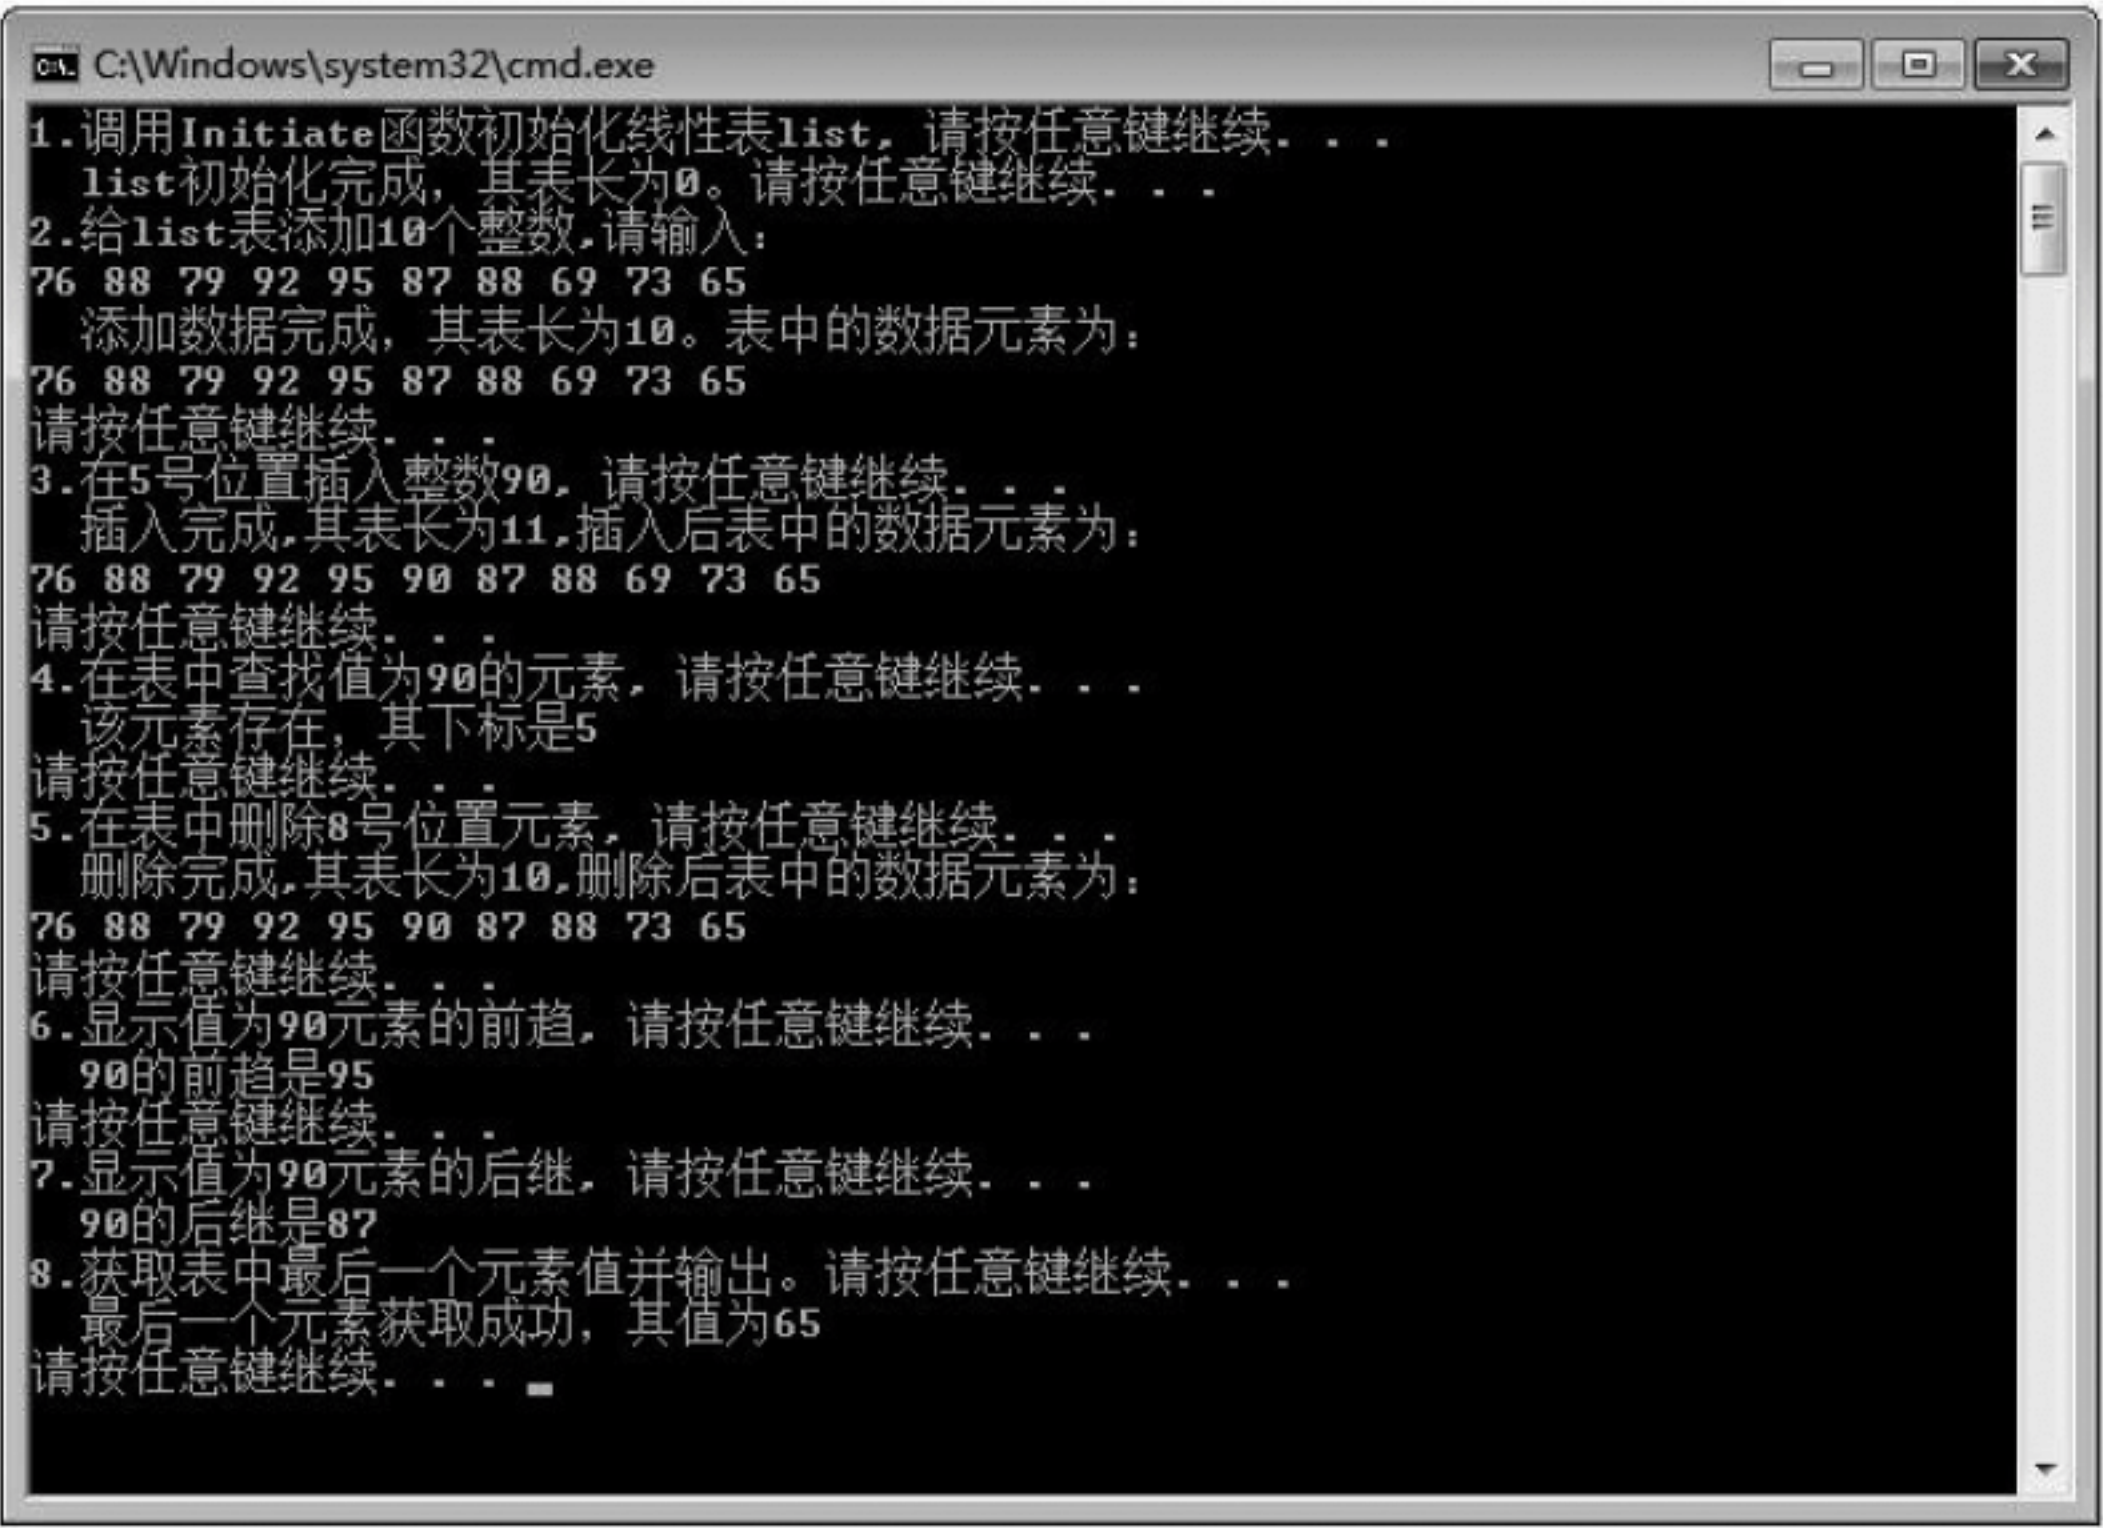 C:\Windows\system32\cmd.exe
1.调用Initiate函数初始化线性表list, 请按任意键继续. . .
list初始化完成, 其表长为0。请按任意键继续. . .
2.给list表添加10个整数,请输入:
76 88 79 92 95 87 88 69 73 65
添加数据完成, 其表长为10。表中的数据元素为:
76 88 79 92 95 87 88 69 73 65
请按任意键继续. . .
3.在5号位置插入整数90, 请按任意键继续. . .
插入完成,其表长为11,插入后表中的数据元素为:
76 88 79 92 95 90 87 88 69 73 65
请按任意键继续. . .
4.在表中查找值为90的元素, 请按任意键继续. . .
该元素存在, 其下标是5
请按任意键继续. . .
5.在表中删除8号位置元素, 请按任意键继续. . .
删除完成,其表长为10,删除后表中的数据元素为:
76 88 79 92 95 90 87 88 73 65
请按任意键继续. . .
6.显示值为90元素的前趋, 请按任意键继续. . .
90的前趋是95
请按任意键继续. . .
7.显示值为90元素的后继, 请按任意键继续. . .
90的后继是87
8.获取表中最后一个元素值并输出。请按任意键继续. . .
最后一个元素获取成功, 其值为65
请按任意键继续. . .